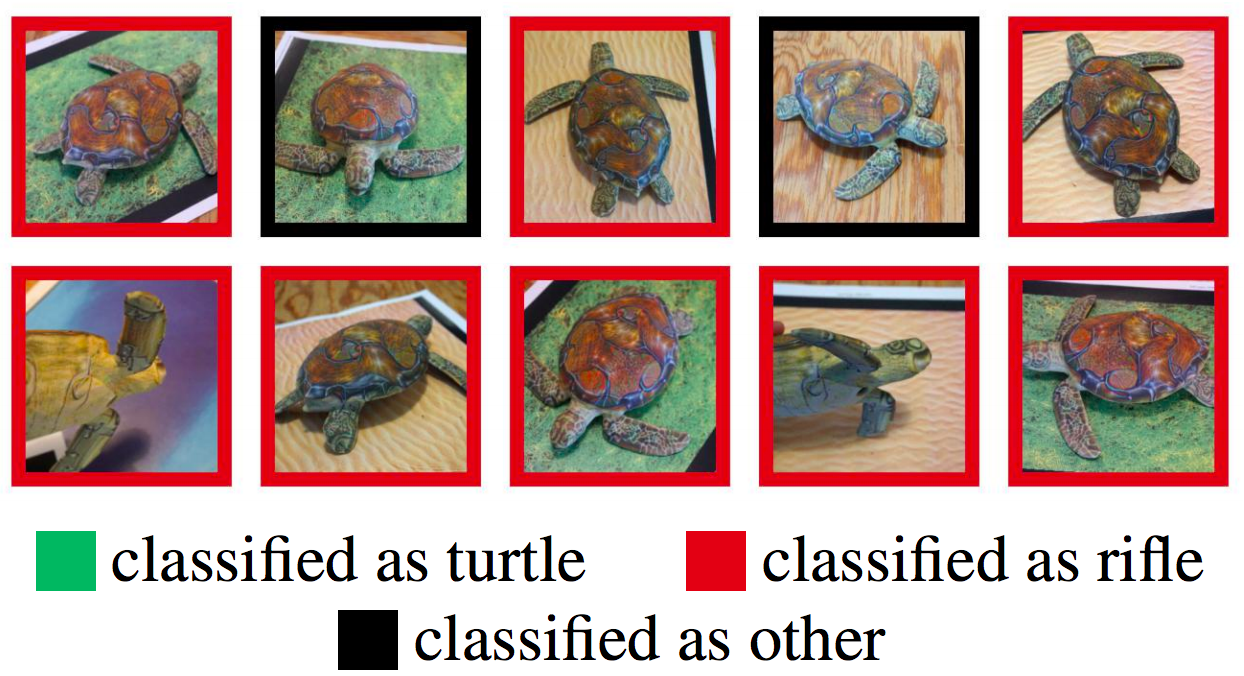 classified as turtle classified as rifle
classified as other